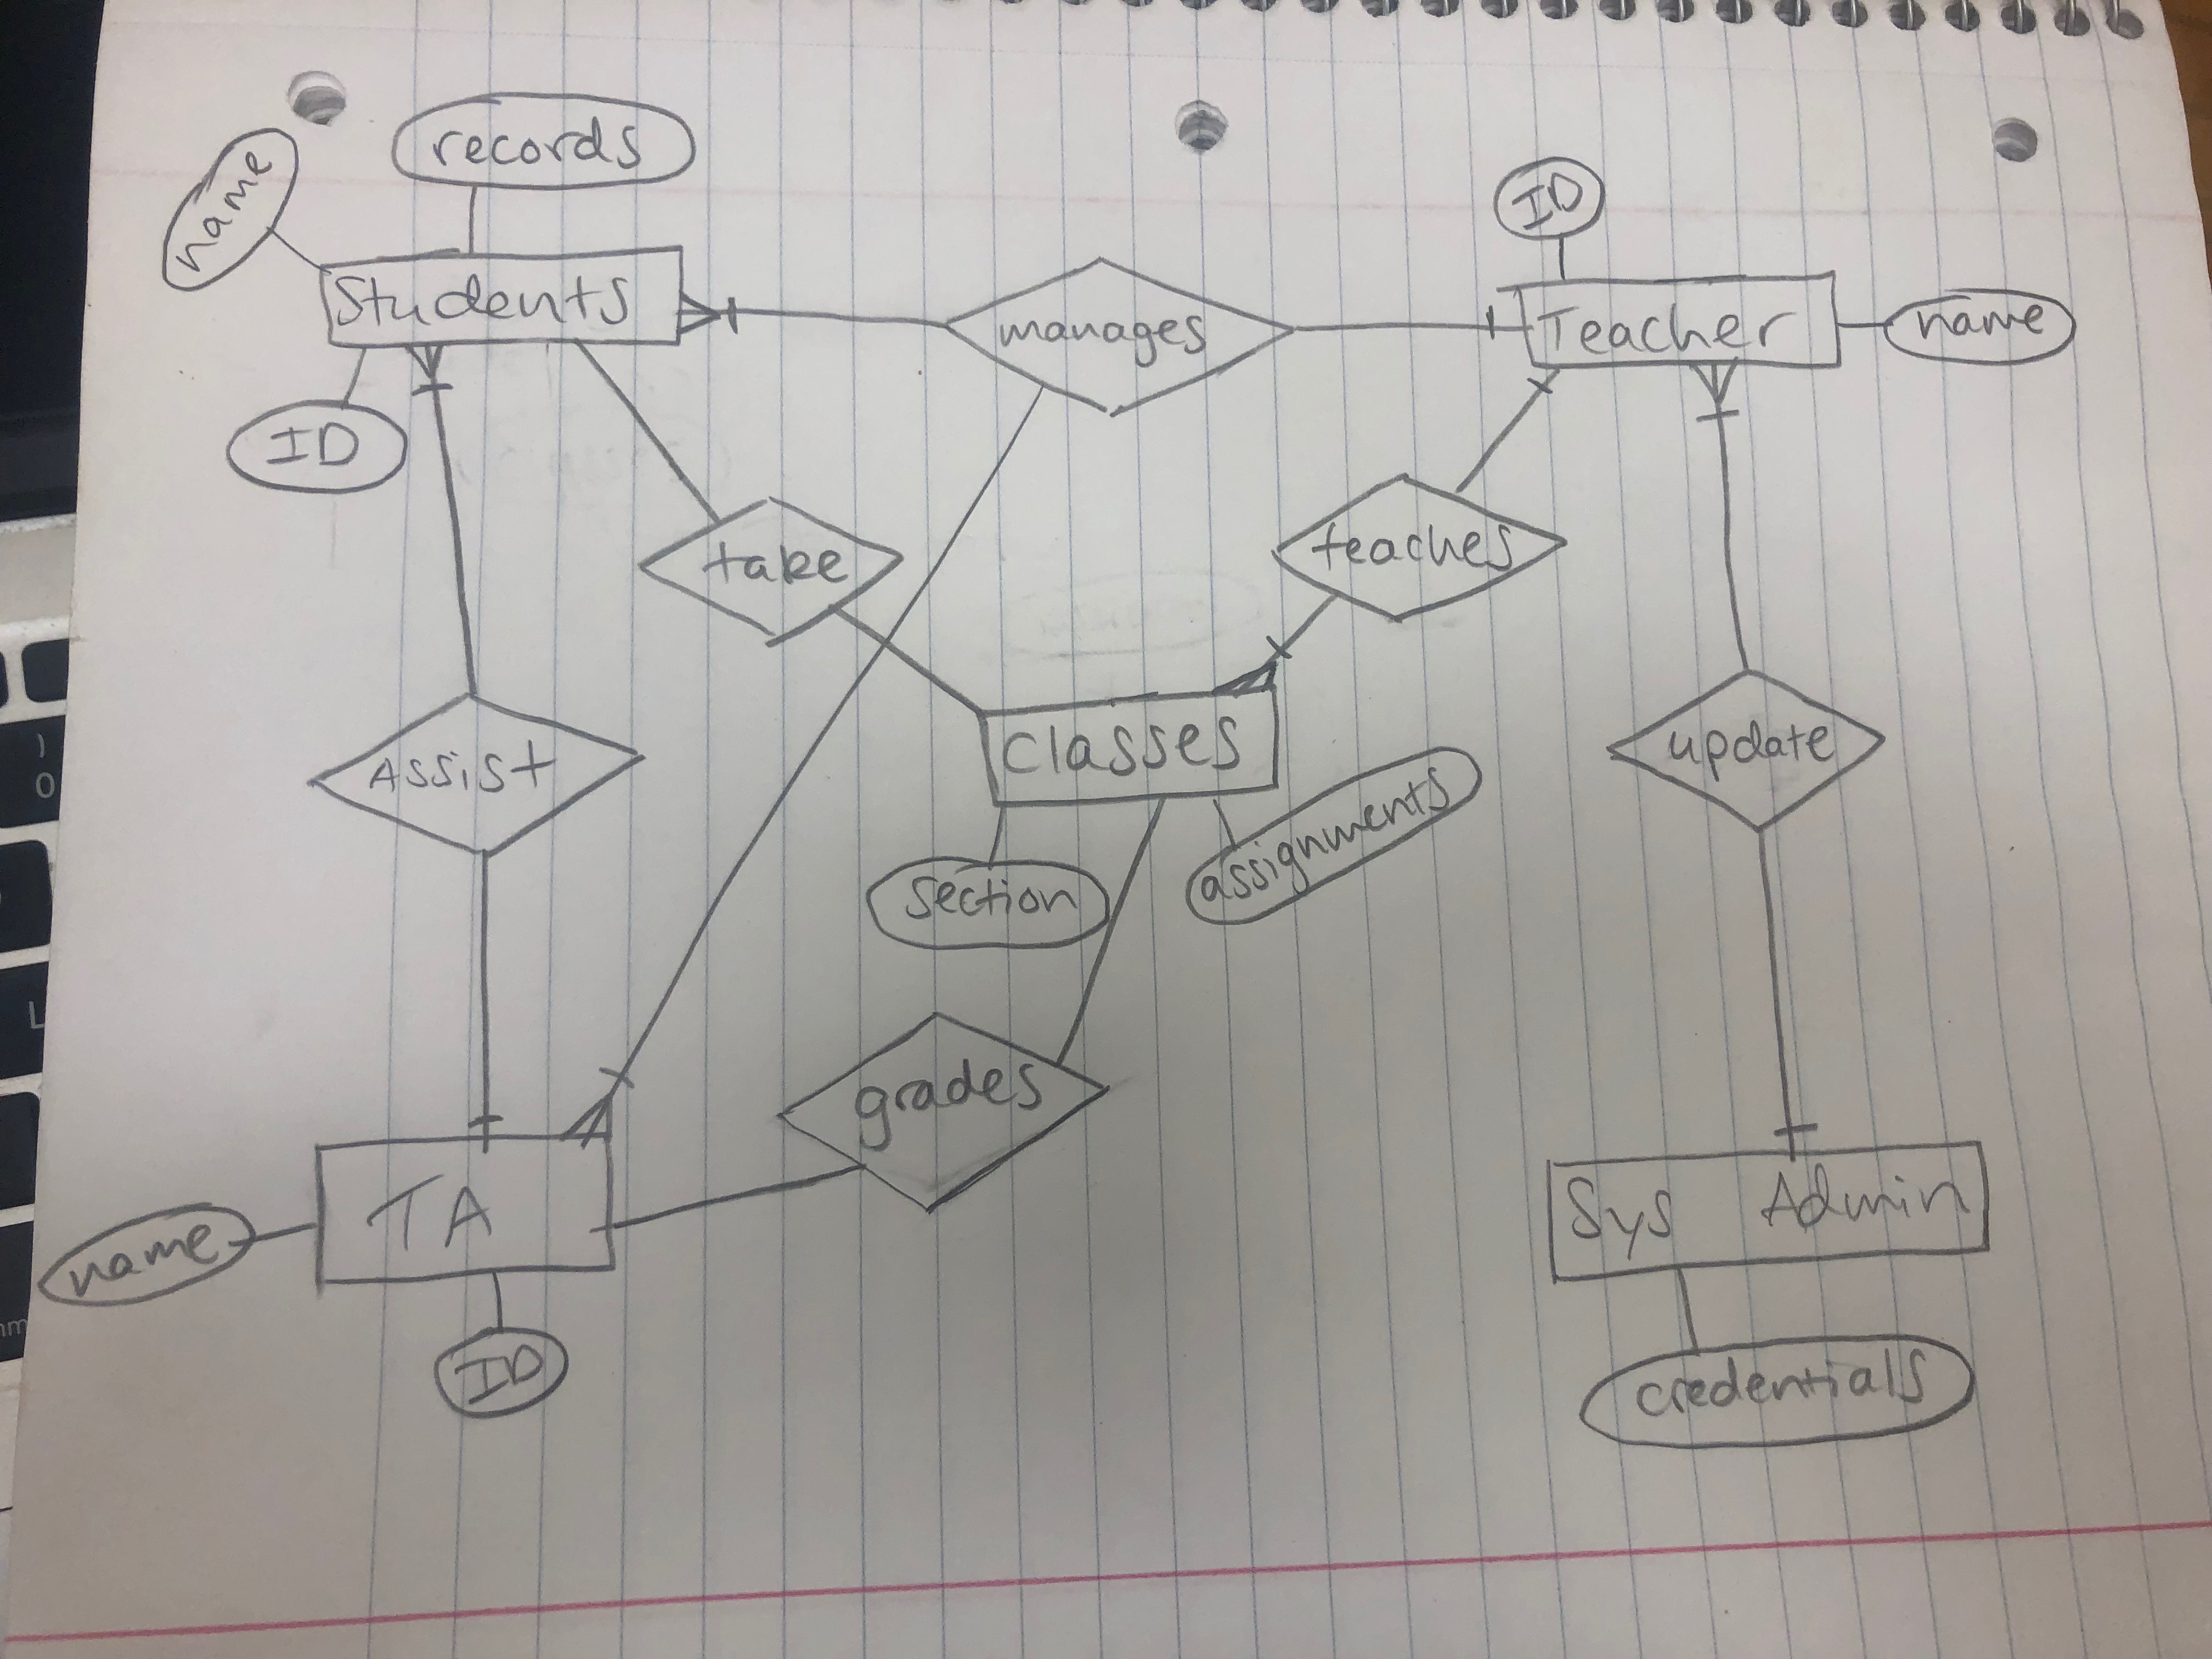 records
name
Students
ID
manages
ID
Teacher
name
take
teaches
Assist
Classes
update
section
assignments
grades
name
TA
Sys Admin
ID
credentials